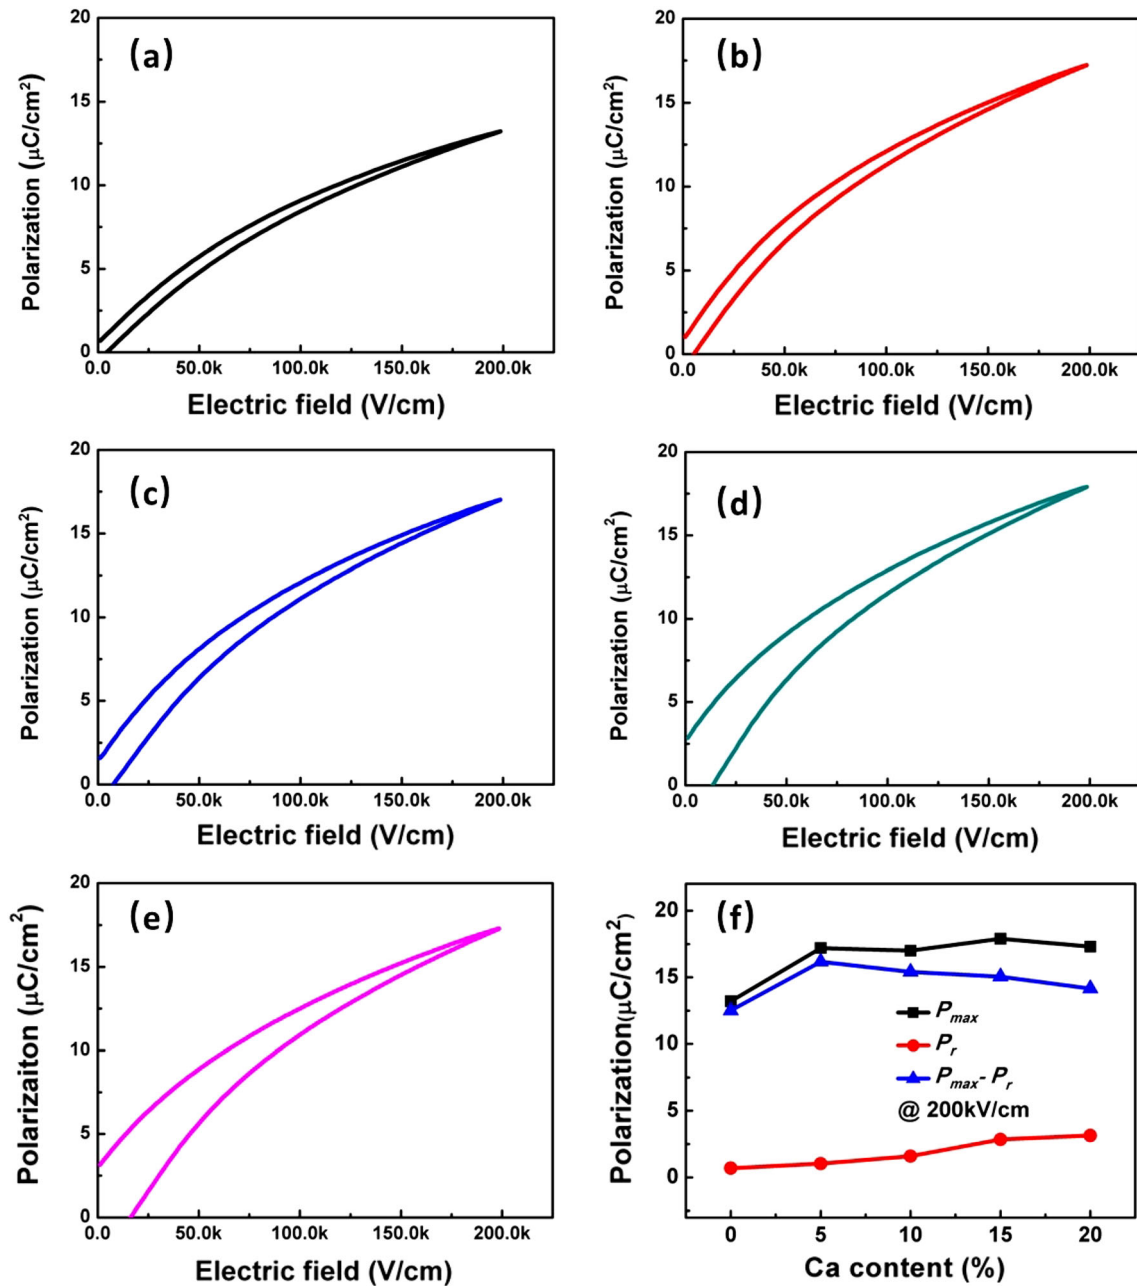 (a)
Polarization (μC/cm²)
20
15
10
5
0
0.0 50.0k 100.0k 150.0k 200.0k
Electric field (V/cm)
(b)
Polarization (μC/cm²)
20
15
10
5
0
0.0 50.0k 100.0k 150.0k 200.0k
Electric field (V/cm)
(c)
Polarization (μC/cm²)
20
15
10
5
0
0.0 50.0k 100.0k 150.0k 200.0k
Electric field (V/cm)
(d)
Polarization (μC/cm²)
20
15
10
5
0
0.0 50.0k 100.0k 150.0k 200.0k
Electric field (V/cm)
(e)
Polarizaiton (μC/cm²)
20
15
10
5
0
0.0 50.0k 100.0k 150.0k 200.0k
Electric field (V/cm)
(f)
Polarization(μC/cm²)
20
15
10
5
0
Pmax
Pr
Pmax- Pr
@ 200kV/cm
0 5 10 15 20
Ca content (%)